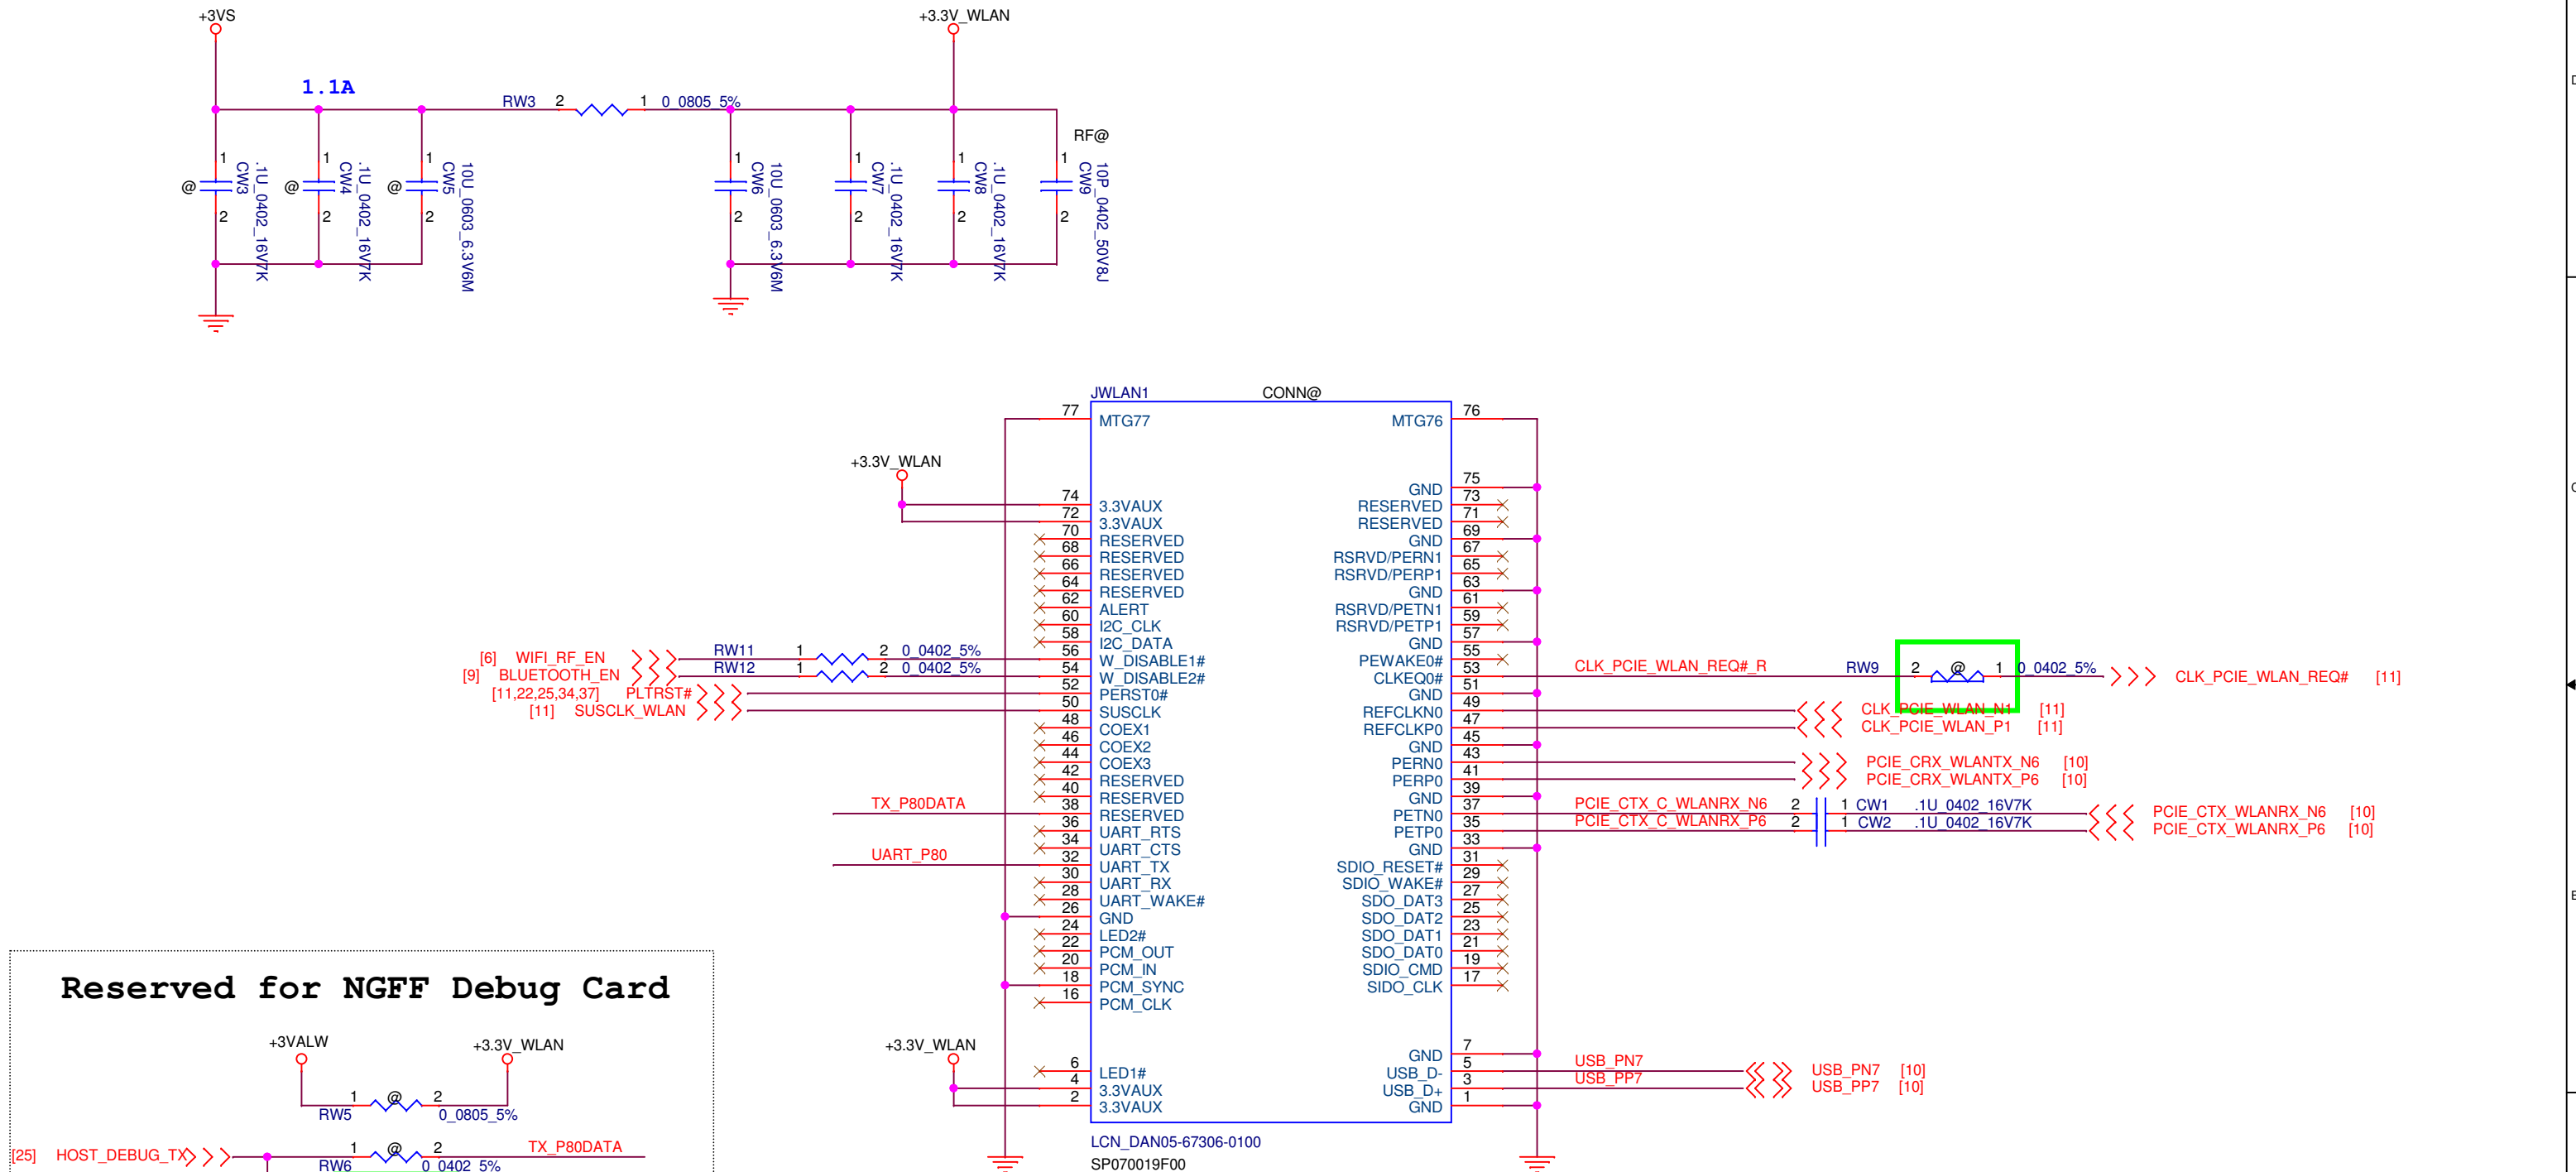 +3VS
+3.3V_WLAN
1.1A
RW3 2 1 0_0805_5%
RF@
@ 1 2 CW3 .1U_0402_16V7K
@ 1 2 CW4 .1U_0402_16V7K
@ 1 2 CW5 10U_0603_6.3V6M
1 2 CW6 10U_0603_6.3V6M
1 2 CW7 .1U_0402_16V7K
1 2 CW8 .1U_0402_16V7K
1 2 CW9 10P_0402_50V8J
JWLAN1 CONN@
77 MTG77 MTG76 76
+3.3V_WLAN
GND 75
74 3.3VAUX RESERVED 73
72 3.3VAUX RESERVED 71
70 RESERVED GND 69
68 RESERVED RSRVD/PERN1 67
66 RESERVED RSRVD/PERP1 65
64 RESERVED GND 63
62 ALERT RSRVD/PETN1 61
60 I2C_CLK RSRVD/PETP1 59
58 I2C_DATA GND 57
[6] WIFI_RF_EN RW11 1 2 0_0402_5% 56 W_DISABLE1# PEWAKE0# 55
[9] BLUETOOTH_EN RW12 1 2 0_0402_5% 54 W_DISABLE2# CLKEQ0# 53 CLK_PCIE_WLAN_REQ#_R RW9 2 @ 1 0_0402_5% CLK_PCIE_WLAN_REQ# [11]
[11,22,25,34,37] PLTRST# 52 PERST0# GND 51
[11] SUSCLK_WLAN 50 SUSCLK REFCLKN0 49 CLK_PCIE_WLAN_N1 [11]
48 COEX1 REFCLKP0 47 CLK_PCIE_WLAN_P1 [11]
46 COEX2 GND 45
44 COEX3 PERN0 43 PCIE_CRX_WLANTX_N6 [10]
42 RESERVED PERP0 41 PCIE_CRX_WLANTX_P6 [10]
40 RESERVED GND 39
TX_P80DATA 38 RESERVED PETN0 37 PCIE_CTX_C_WLANRX_N6 2 1 CW1 .1U_0402_16V7K PCIE_CTX_WLANRX_N6 [10]
36 UART_RTS PETP0 35 PCIE_CTX_C_WLANRX_P6 2 1 CW2 .1U_0402_16V7K PCIE_CTX_WLANRX_P6 [10]
34 UART_CTS GND 33
UART_P80 32 UART_TX SDIO_RESET# 31
30 UART_RX SDIO_WAKE# 29
28 UART_WAKE# SDO_DAT3 27
26 GND SDO_DAT2 25
24 LED2# SDO_DAT1 23
22 PCM_OUT SDO_DAT0 21
20 PCM_IN SDIO_CMD 19
18 PCM_SYNC SIDO_CLK 17
16 PCM_CLK
+3.3V_WLAN
GND 7
6 LED1# USB_D- 5 USB_PN7 USB_PN7 [10]
4 3.3VAUX USB_D+ 3 USB_PP7 USB_PP7 [10]
2 3.3VAUX GND 1
LCN_DAN05-67306-0100
SP070019F00
Reserved for NGFF Debug Card
+3VALW +3.3V_WLAN
1 @ 2
RW5 0_0805_5%
[25] HOST_DEBUG_TX 1 @ 2 TX_P80DATA
RW6 0_0402_5%